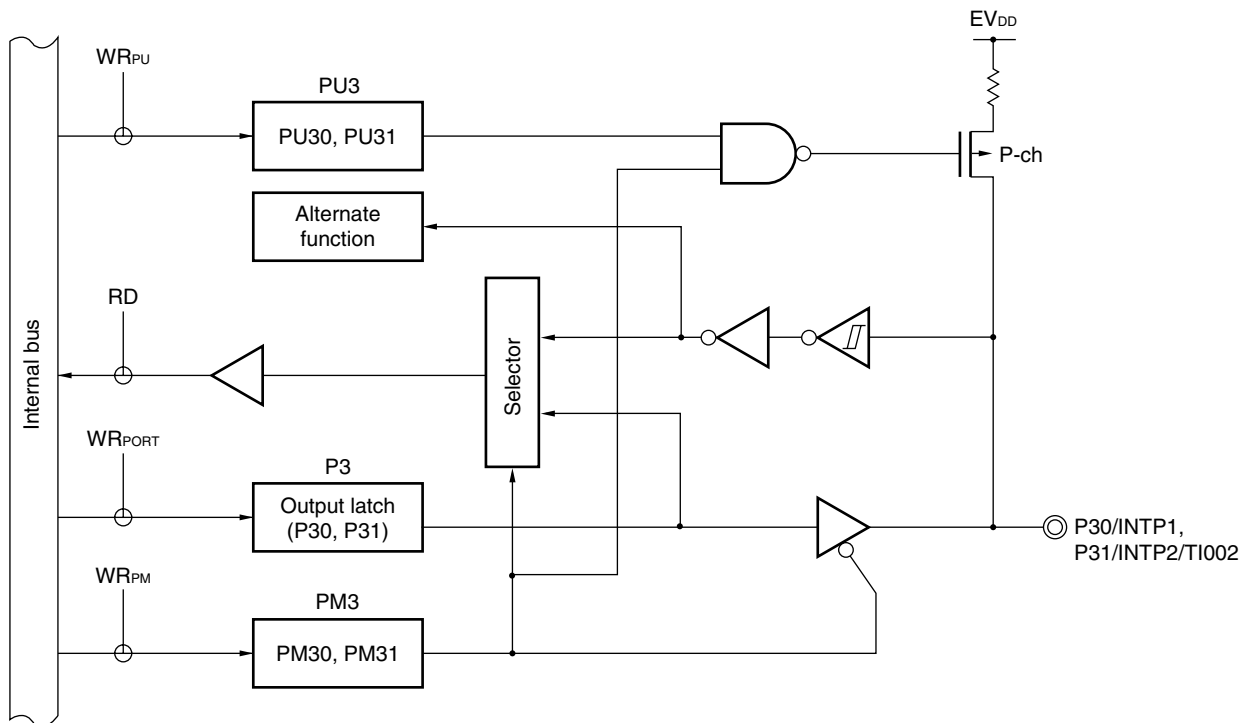 EVDD
WRPU
PU3
PU30, PU31
P-ch
Alternate
function
RD
Internal bus
Selector
WRPORT
P3
Output latch
(P30, P31)
P30/INTP1,
P31/INTP2/TI002
WRPM
PM3
PM30, PM31